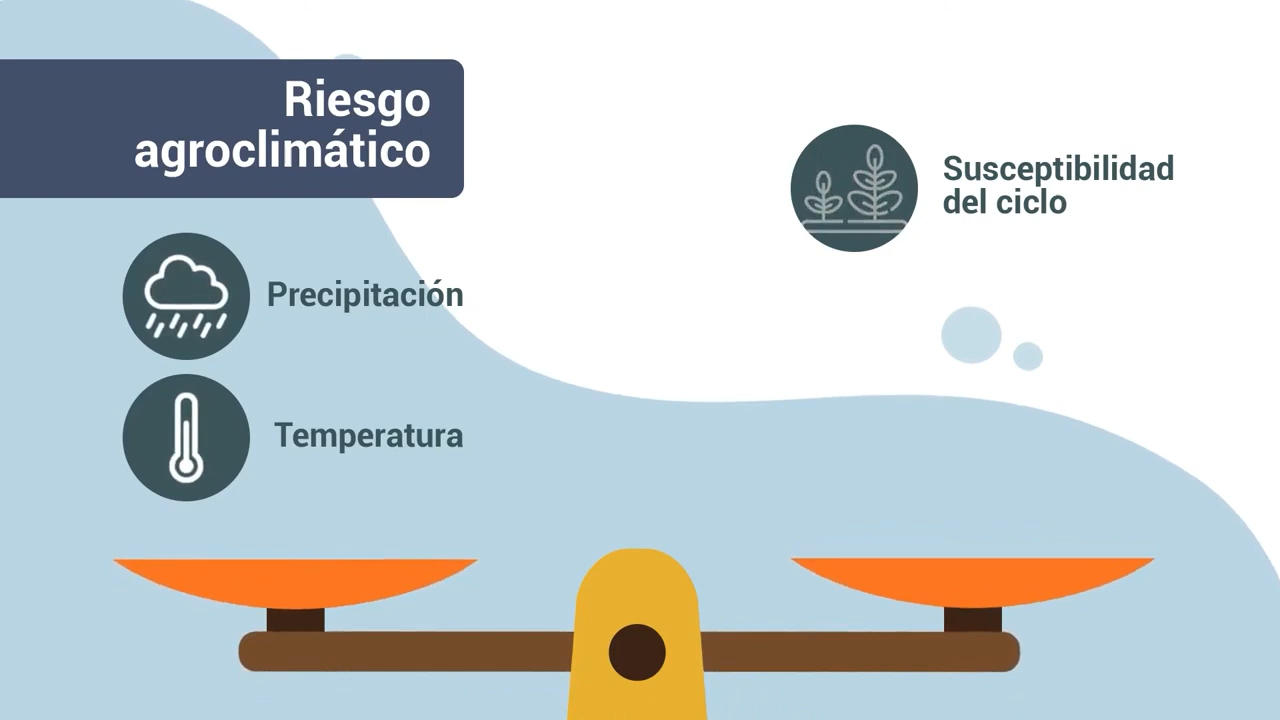 Riesgo
agroclimático
Precipitación
Temperatura
Susceptibilidad
del ciclo